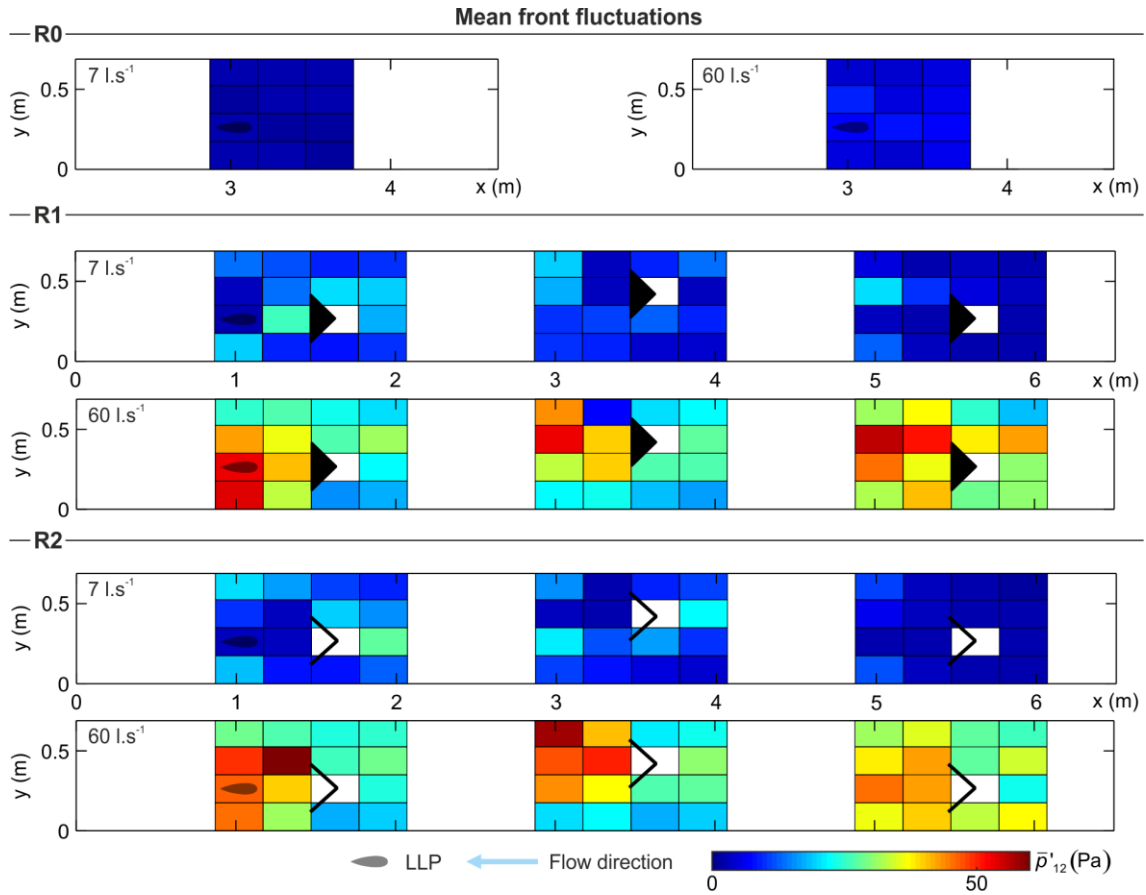 Mean front fluctuations
R0
7 l.s⁻¹
60 l.s⁻¹
y (m)
0.5
0
3
4
x (m)
y (m)
0.5
0
3
4
x (m)
R1
7 l.s⁻¹
y (m)
0.5
0
0
1
2
3
4
5
6
x (m)
60 l.s⁻¹
y (m)
0.5
0
R2
7 l.s⁻¹
y (m)
0.5
0
0
1
2
3
4
5
6
x (m)
60 l.s⁻¹
y (m)
0.5
0
LLP
Flow direction
p̅'₁₂ (Pa)
0
50